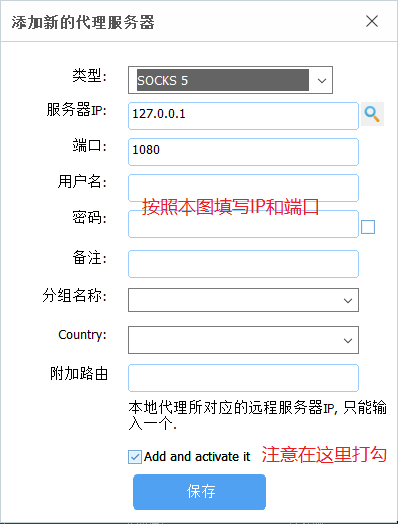 添加新的代理服务器
类型:
SOCKS 5
服务器IP:
127.0.0.1
端口:
1080
用户名:
按照本图填写IP和端口
密码:
备注:
分组名称:
Country:
附加路由
本地代理所对应的远程服务器IP, 只能输
入一个.
Add and activate it
注意在这里打勾
保存